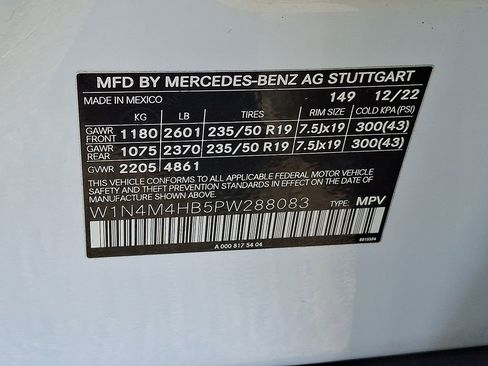 MFD BY MERCEDES-BENZ AG STUTTGART
MADE IN MEXICO 149 12/22
KG LB TIRES RIM SIZE COLD KPA (PSI)
GAWR FRONT 1180 2601 235/50 R19 7.5Jx19 300(43)
GAWR REAR 1075 2370 235/50 R19 7.5Jx19 300(43)
GVWR 2205 4861
THIS VEHICLE CONFORMS TO ALL APPLICABLE FEDERAL MOTOR VEHICLE
SAFETY AND THEFT PREVENTION STANDARDS IN EFFECT ON THE DATE OF
MANUFACTURE SHOWN ABOVE.
W1N4M4HB5PW288083 TYPE: MPV
A 000 817 54 04